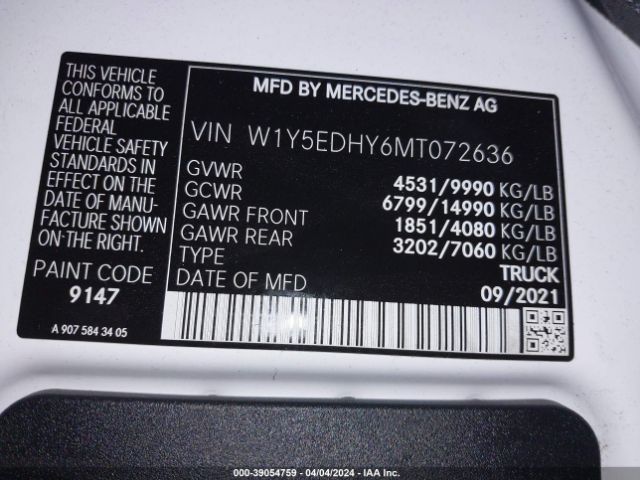 THIS VEHICLE
CONFORMS TO
ALL APPLICABLE
FEDERAL
VEHICLE SAFETY
STANDARDS IN
EFFECT ON THE
DATE OF MANU-
FACTURE SHOWN
ON THE RIGHT.
PAINT CODE
9147
A 907 584 34 05
MFD BY MERCEDES-BENZ AG
VIN W1Y5EDHY6MT072636
GVWR 4531/9990 KG/LB
GCWR 6799/14990 KG/LB
GAWR FRONT 1851/4080 KG/LB
GAWR REAR 3202/7060 KG/LB
TYPE TRUCK
DATE OF MFD 09/2021
000-39054759 - 04/04/2024 - IAA Inc.